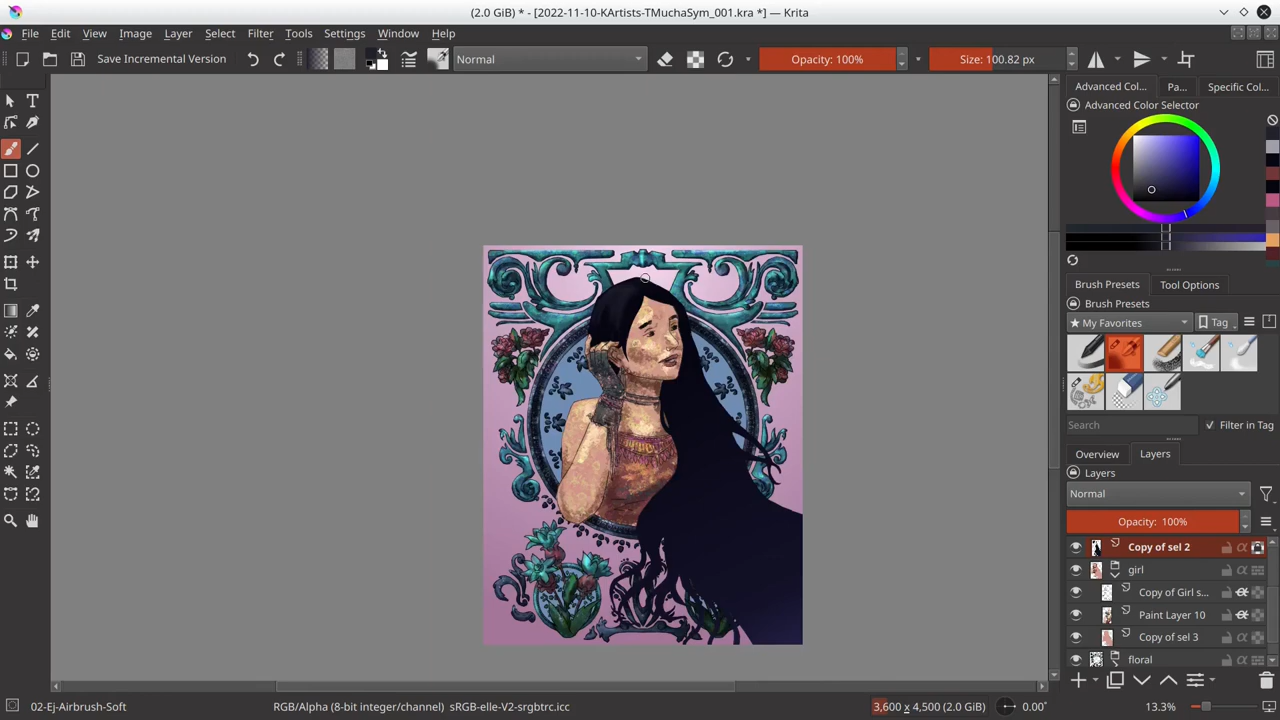 (2.0 GiB) * - [2022-11-10-KArtists-TMuchaSym_001.kra *] — Krita
File Edit View Image Layer Select Filter Tools Settings Window Help
Save Incremental Version Normal Opacity: 100% Size: 100.82 px
Advanced Col... Pa... Specific Col...
Advanced Color Selector
Brush Presets Tool Options
Brush Presets
★ My Favorites Tag
Search Filter in Tag
Overview Layers
Layers
Normal
Opacity: 100%
Copy of sel 2
girl
Copy of Girl s...
Paint Layer 10
Copy of sel 3
floral
02-Ej-Airbrush-Soft RGB/Alpha (8-bit integer/channel) sRGB-elle-V2-srgbtrc.icc 3,600 x 4,500 (2.0 GiB) 0.00° 13.3%